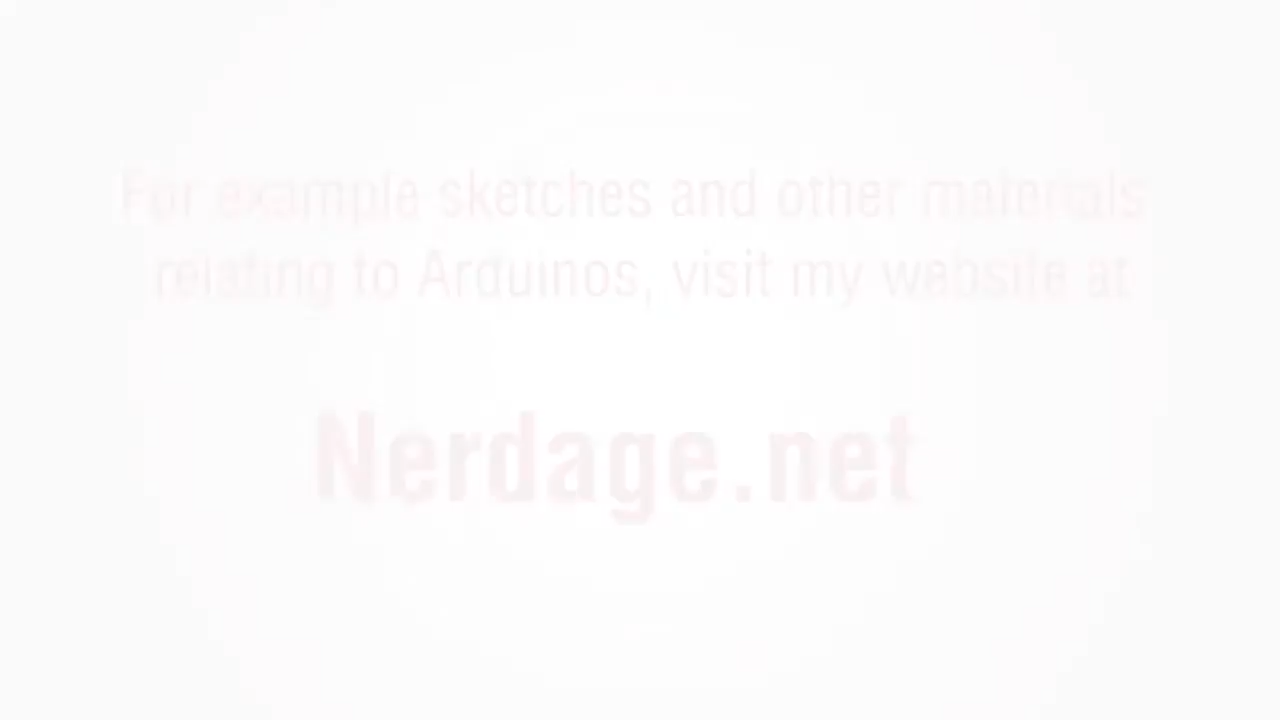 For example sketches and other materials
relating to Arduinos, visit my website at
Nerdage.net